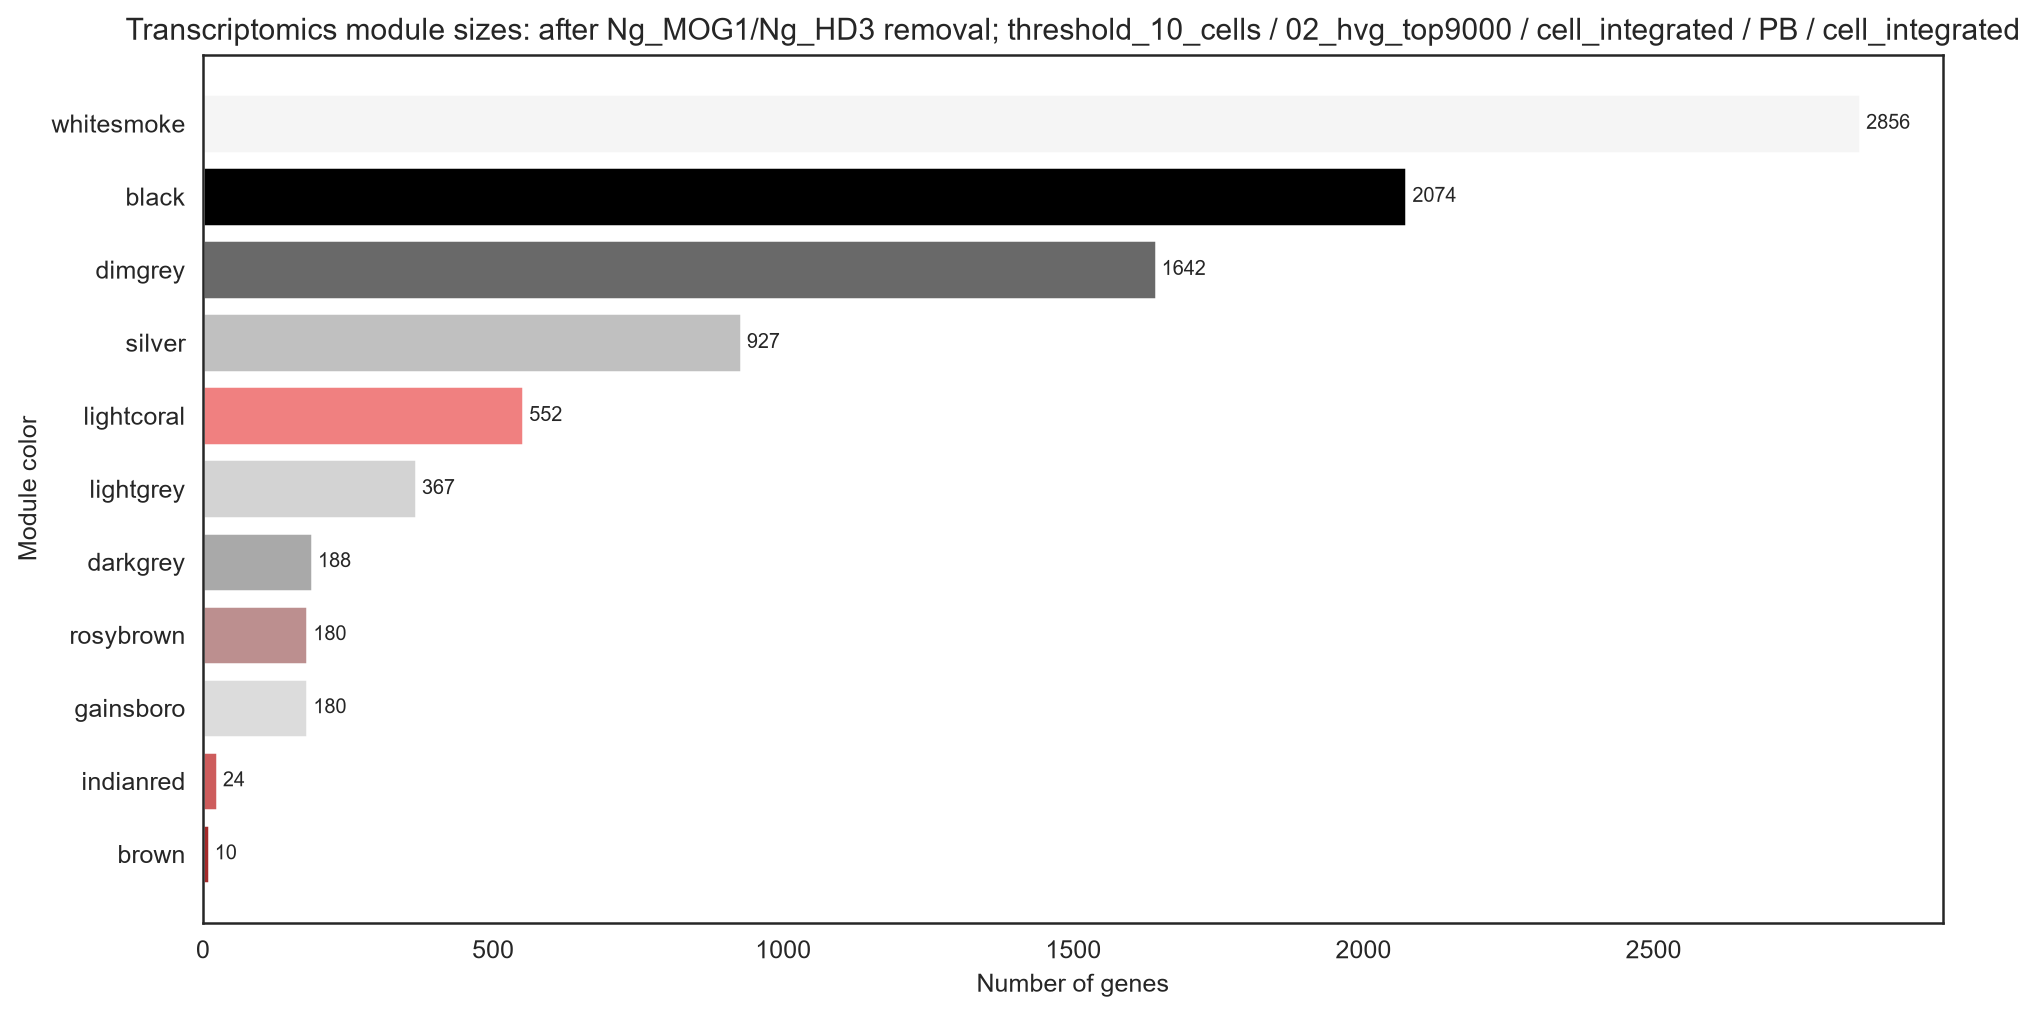 Transcriptomics module sizes: after Ng_MOG1/Ng_HD3 removal; threshold_10_cells / 02_hvg_top9000 / cell_integrated / PB / cell_integrated
whitesmoke 2856
black 2074
dimgrey 1642
silver 927
lightcoral 552
lightgrey 367
darkgrey 188
rosybrown 180
gainsboro 180
indianred 24
brown 10
Module color
0 500 1000 1500 2000 2500
Number of genes